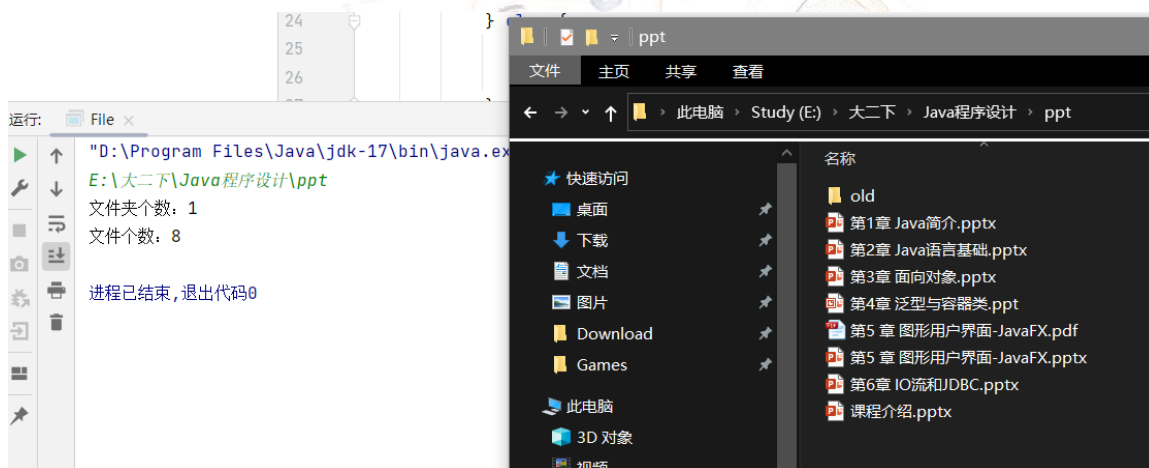 24
} el
25
26
运行:
File
"D:\Program Files\Java\jdk-17\bin\java.ex
E:\大二下\Java程序设计\ppt
文件夹个数：1
文件个数：8
进程已结束,退出代码0
ppt
文件
主页
共享
查看
此电脑 › Study (E:) › 大二下 › Java程序设计 › ppt
名称
快速访问
桌面
下载
文档
图片
Download
Games
此电脑
3D 对象
视频
old
第1章 Java简介.pptx
第2章 Java语言基础.pptx
第3章 面向对象.pptx
第4章 泛型与容器类.ppt
第5 章 图形用户界面-JavaFX.pdf
第5 章 图形用户界面-JavaFX.pptx
第6章 IO流和JDBC.pptx
课程介绍.pptx